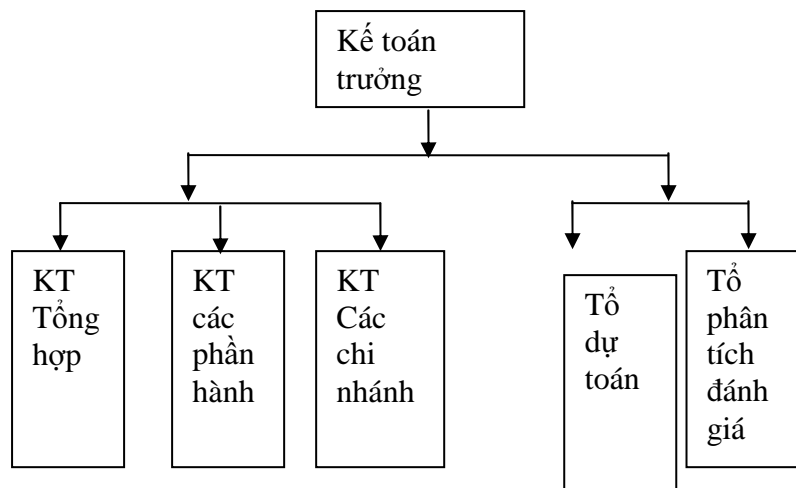 Kế toán
trưởng
KT
Tổng
hợp
KT
các
phần
hành
KT
Các
chi
nhánh
Tổ
dự
toán
Tổ
phân
tích
đánh
giá